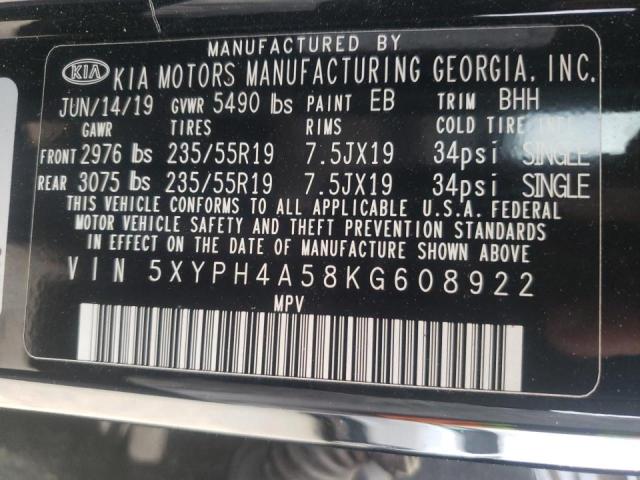 MANUFACTURED BY
KIA KIA MOTORS MANUFACTURING GEORGIA, INC.
JUN/14/19 GVWR 5490 lbs PAINT EB TRIM BHH
GAWR TIRES RIMS COLD TIRE INF
FRONT 2976 lbs 235/55R19 7.5JX19 34psi SINGLE
REAR 3075 lbs 235/55R19 7.5JX19 34psi SINGLE
THIS VEHICLE CONFORMS TO ALL APPLICABLE U.S.A. FEDERAL
MOTOR VEHICLE SAFETY AND THEFT PREVENTION STANDARDS
IN EFFECT ON THE DATE OF MANUFACTURE SHOWN ABOVE.
VIN 5XYPH4A58KG608922
MPV